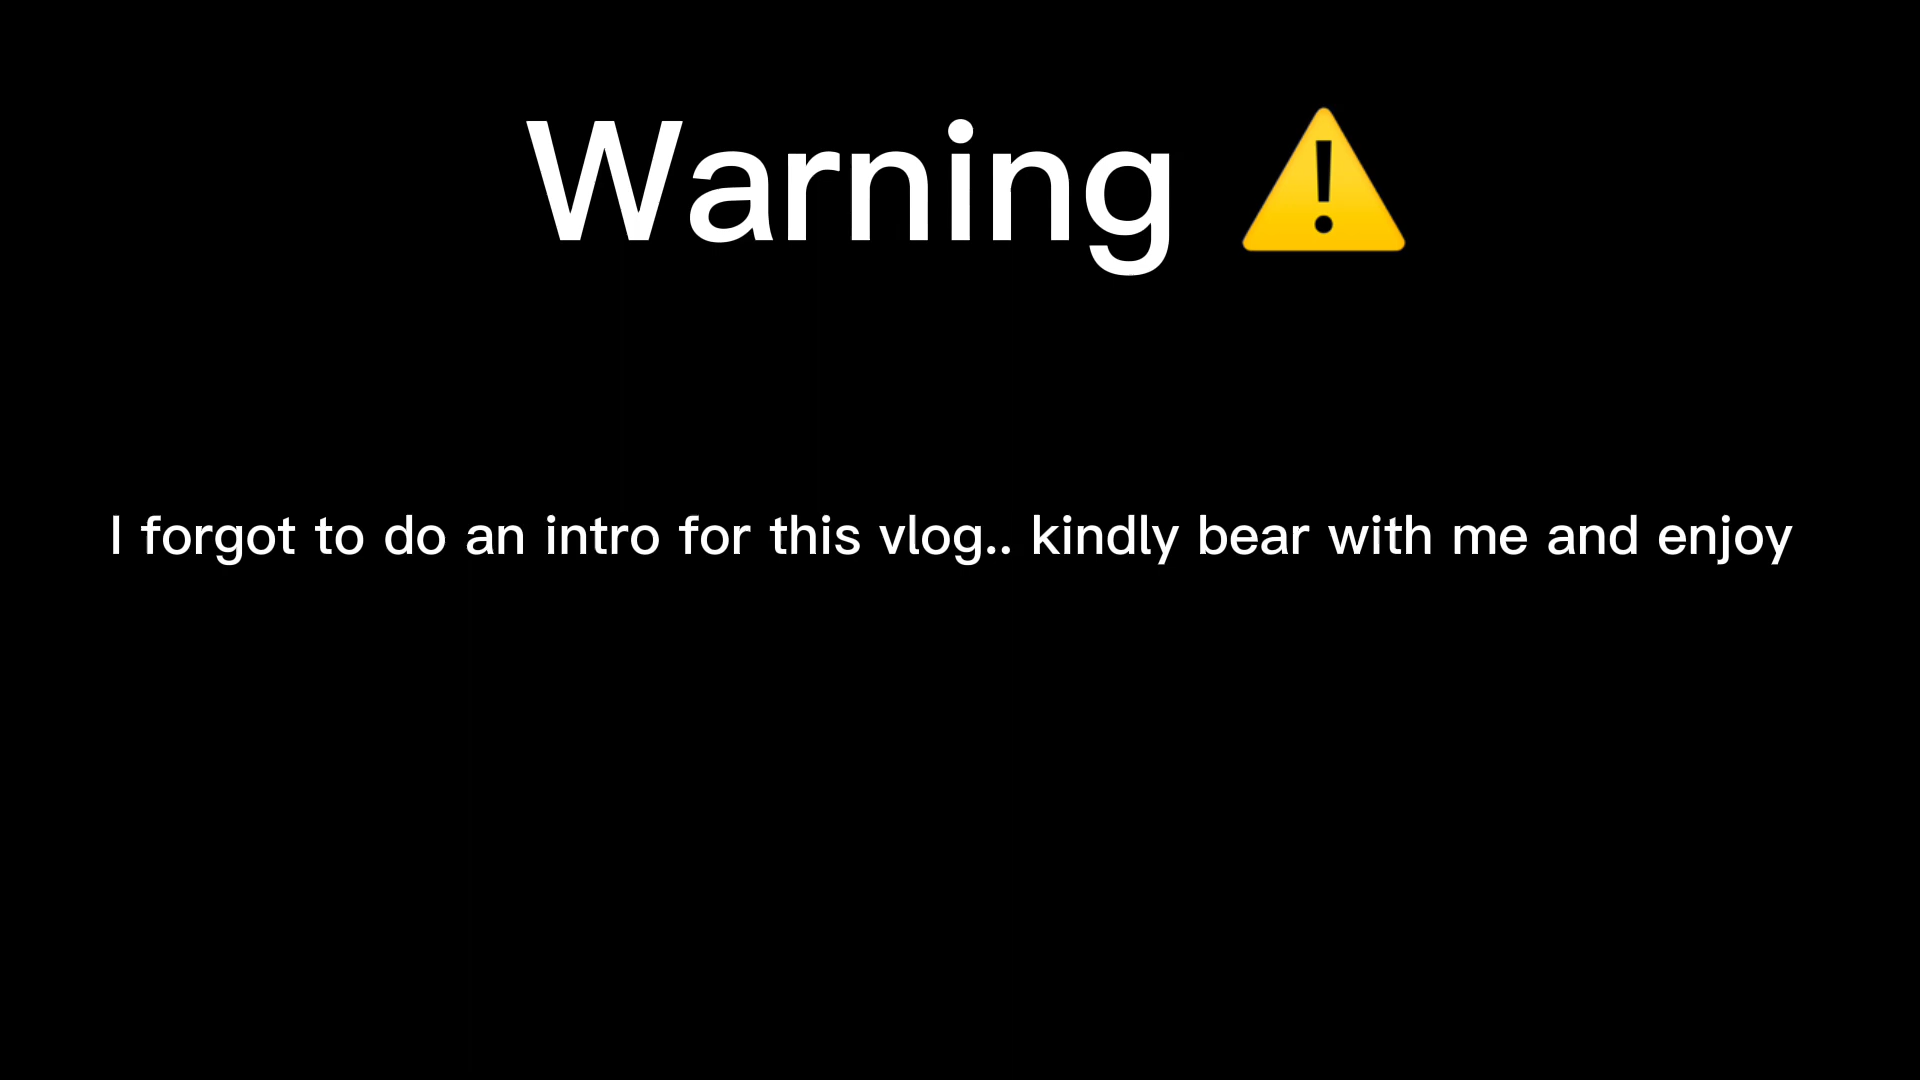 Warning ⚠️
I forgot to do an intro for this vlog.. kindly bear with me and enjoy